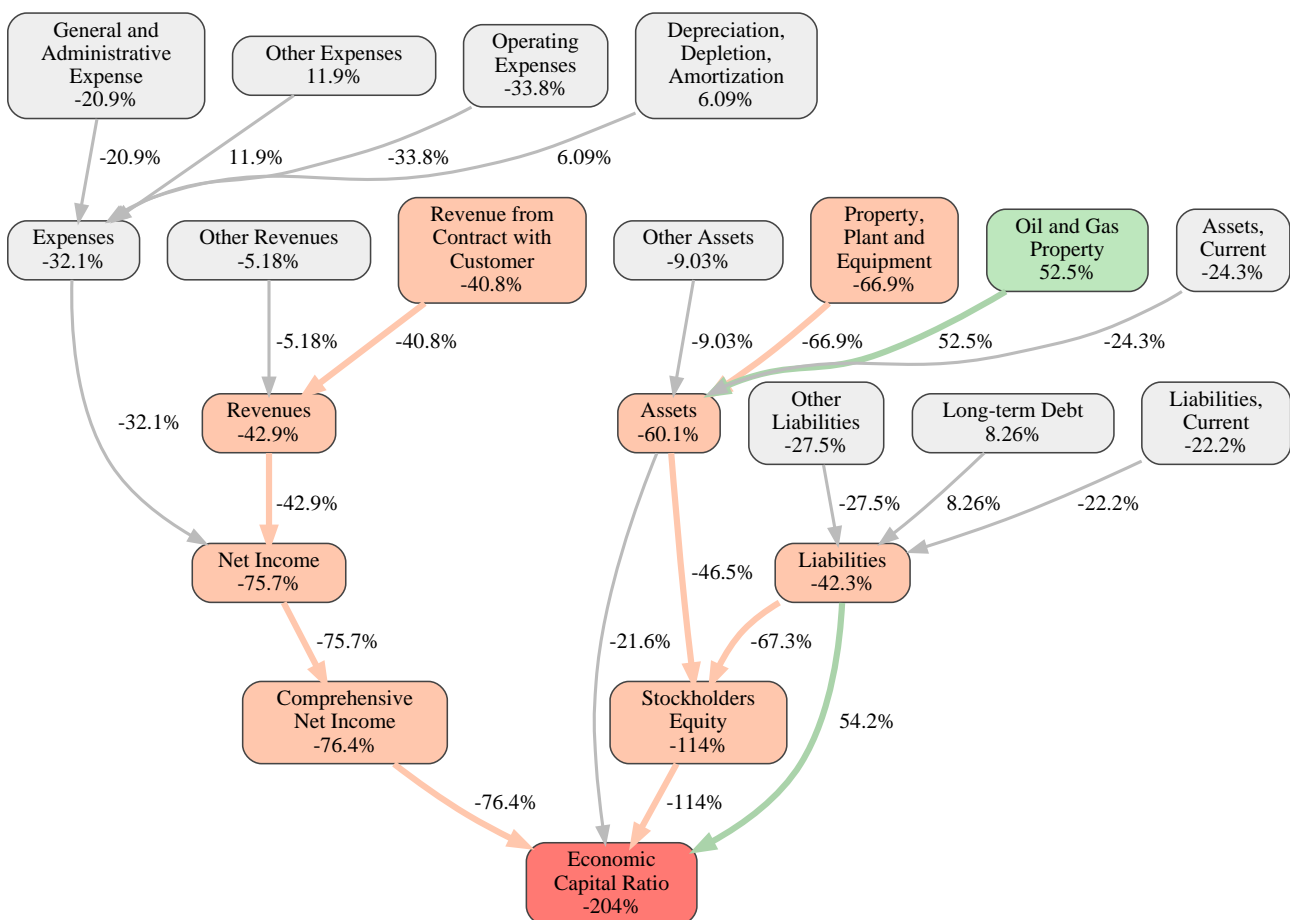 General and
Administrative
Expense
-20.9%
Other Expenses
11.9%
Operating
Expenses
-33.8%
Depreciation,
Depletion,
Amortization
6.09%
-20.9%
11.9%
-33.8%
6.09%
Expenses
-32.1%
Other Revenues
-5.18%
Revenue from
Contract with
Customer
-40.8%
Other Assets
-9.03%
Property,
Plant and
Equipment
-66.9%
Oil and Gas
Property
52.5%
Assets,
Current
-24.3%
-5.18%
-40.8%
-9.03%
-66.9%
52.5%
-24.3%
-32.1%
Revenues
-42.9%
Assets
-60.1%
Other
Liabilities
-27.5%
Long-term Debt
8.26%
Liabilities,
Current
-22.2%
-42.9%
-27.5%
8.26%
-22.2%
Net Income
-75.7%
-46.5%
Liabilities
-42.3%
-75.7%
-21.6%
-67.3%
54.2%
Comprehensive
Net Income
-76.4%
Stockholders
Equity
-114%
-76.4%
-114%
Economic
Capital Ratio
-204%